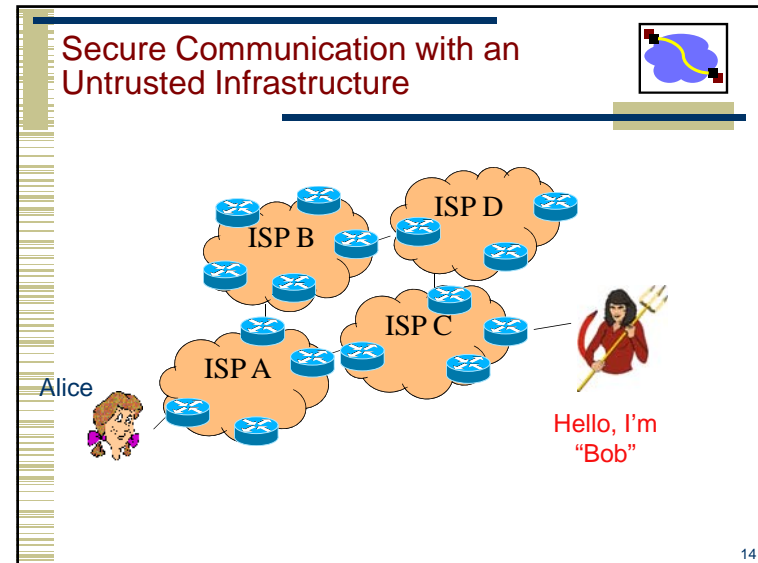 Secure Communication with an
Untrusted Infrastructure
ISP B
ISP D
ISP C
ISP A
Alice
Hello, I’m
“Bob”
14